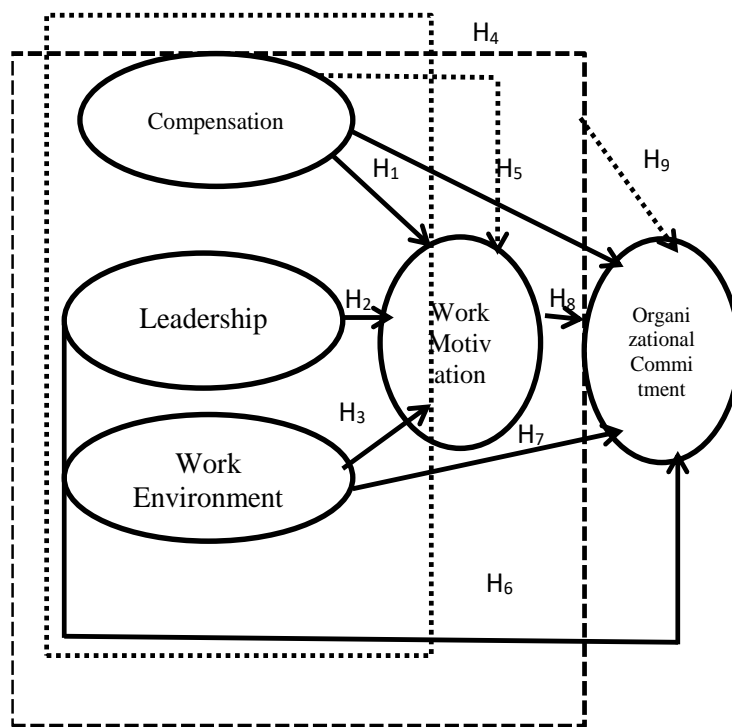 H4
Compensation
H1
H5
H9
Leadership
H2
Work
Motiv
ation
H8
Organi
zational
Commi
tment
H3
Work
Environment
H7
H6